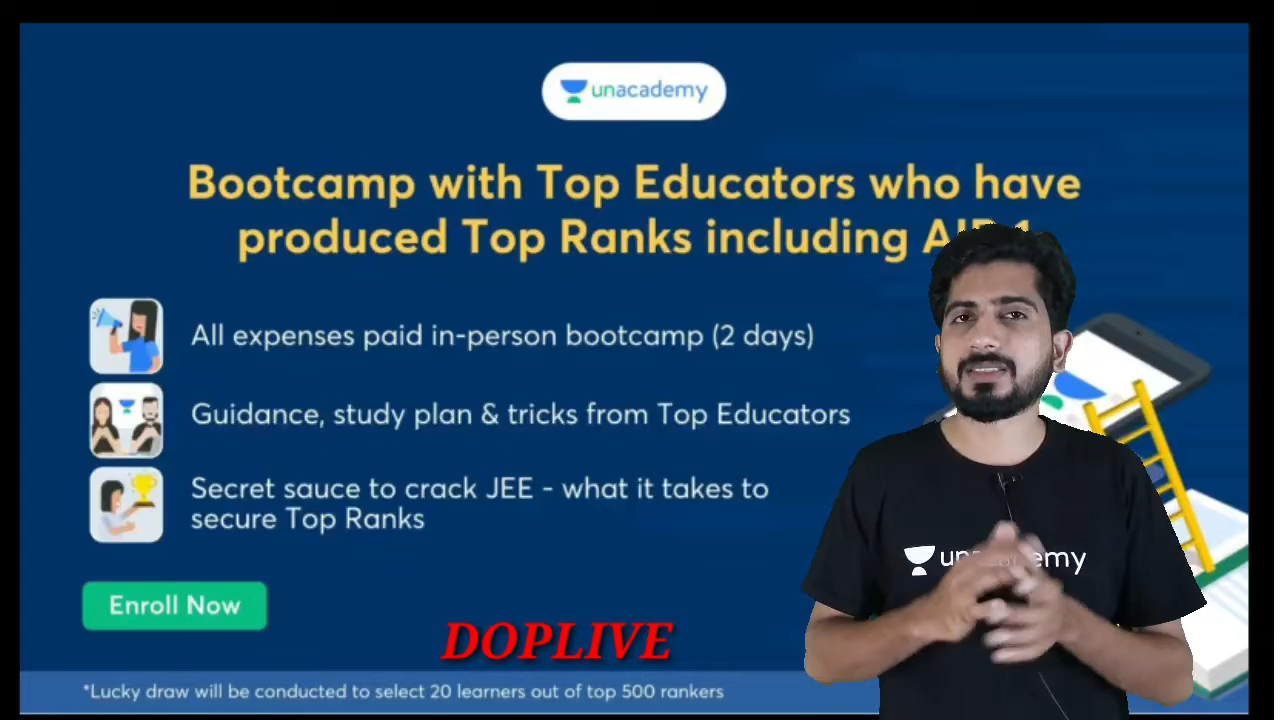 unacademy
Bootcamp with Top Educators who have
produced Top Ranks including
All expenses paid in-person bootcamp (2 days)
Guidance, study plan & tricks from Top Educators
Secret sauce to crack JEE - what it takes to
secure Top Ranks
Enroll Now
DOPLIVE
*Lucky draw will be conducted to select 20 learners out of top 500 rankers